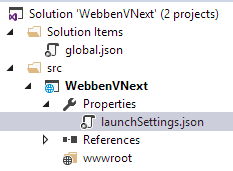 Solution 'WebbenVNext' (2 projects)
Solution Items
global.json
src
WebbenVNext
Properties
launchSettings.json
References
wwwroot